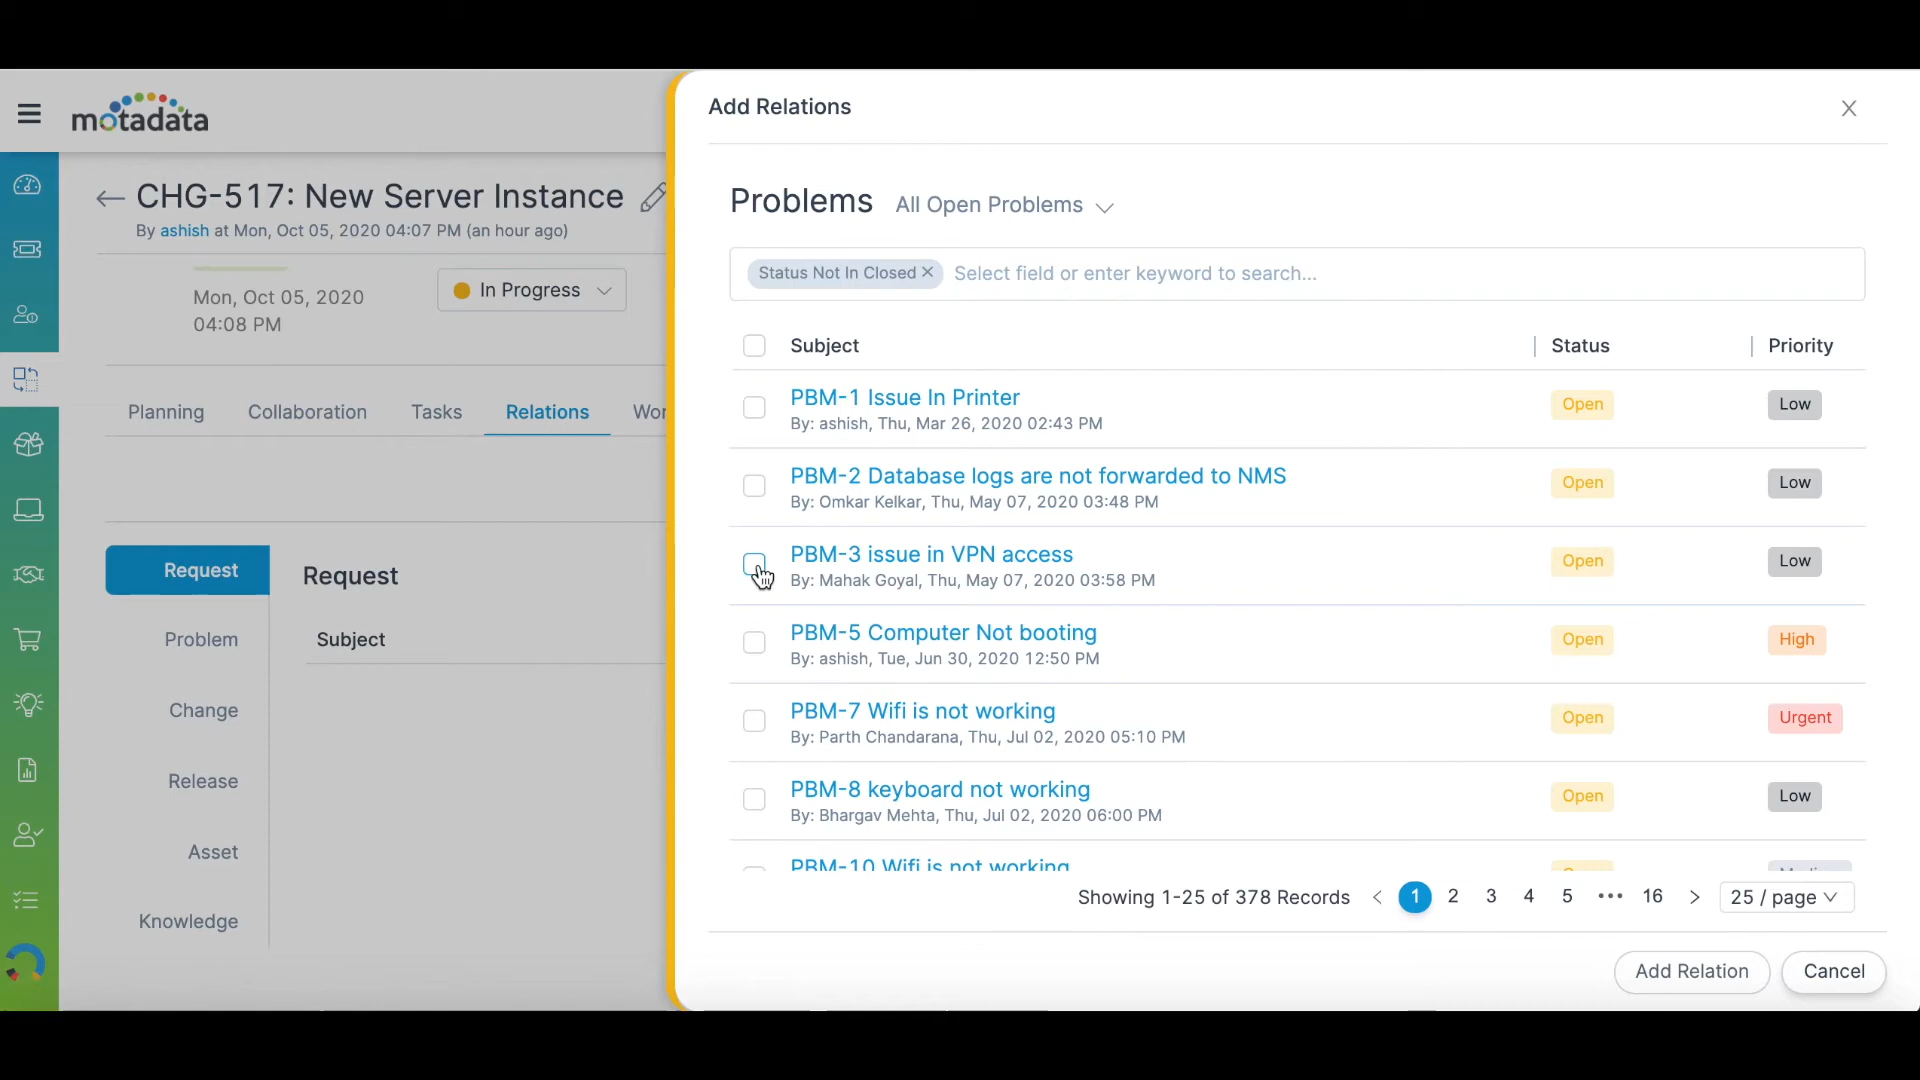 motadata
CHG-517: New Server Instance
By ashish at Mon, Oct 05, 2020 04:07 PM (an hour ago)
Mon, Oct 05, 2020
04:08 PM
In Progress
Planning Collaboration Tasks Relations Wor
Request
Problem
Change
Release
Asset
Knowledge
Request
Subject
Add Relations
Problems All Open Problems
Status Not In Closed Select field or enter keyword to search...
Subject Status Priority
PBM-1 Issue In Printer Open Low
By: ashish, Thu, Mar 26, 2020 02:43 PM
PBM-2 Database logs are not forwarded to NMS Open Low
By: Omkar Kelkar, Thu, May 07, 2020 03:48 PM
PBM-3 issue in VPN access Open Low
By: Mahak Goyal, Thu, May 07, 2020 03:58 PM
PBM-5 Computer Not booting Open High
By: ashish, Tue, Jun 30, 2020 12:50 PM
PBM-7 Wifi is not working Open Urgent
By: Parth Chandarana, Thu, Jul 02, 2020 05:10 PM
PBM-8 keyboard not working Open Low
By: Bhargav Mehta, Thu, Jul 02, 2020 06:00 PM
PBM-10 Wifi is not working
Showing 1-25 of 378 Records < 1 2 3 4 5 ••• 16 > 25 / page
Add Relation Cancel